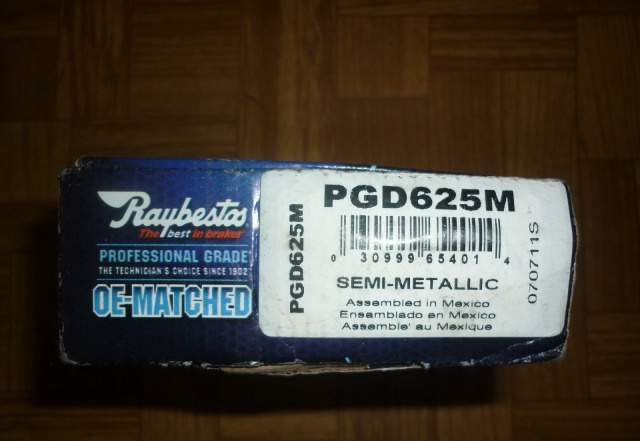 Raybestos
The best in brakes
PROFESSIONAL GRADE
THE TECHNICIAN'S CHOICE SINCE 1902
OE-MATCHED
PGD625M
PGD625M
0 30999 65401 4
SEMI-METALLIC
Assembled in Mexico
Ensamblado en Mexico
Assemble' au Mexique
070711S